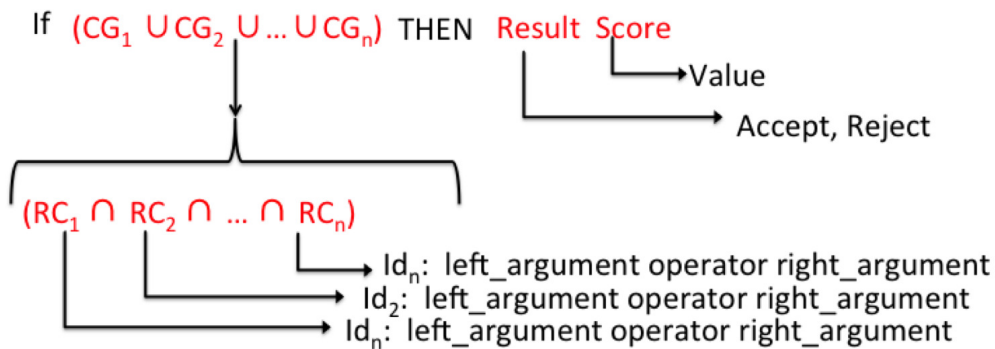 If (CG₁ ∪ CG₂ ∪ ... ∪ CGₙ) THEN Result Score
Value
Accept, Reject
(RC₁ ∩ RC₂ ∩ ... ∩ RCₙ)
Idₙ: left_argument operator right_argument
Id₂: left_argument operator right_argument
Idₙ: left_argument operator right_argument